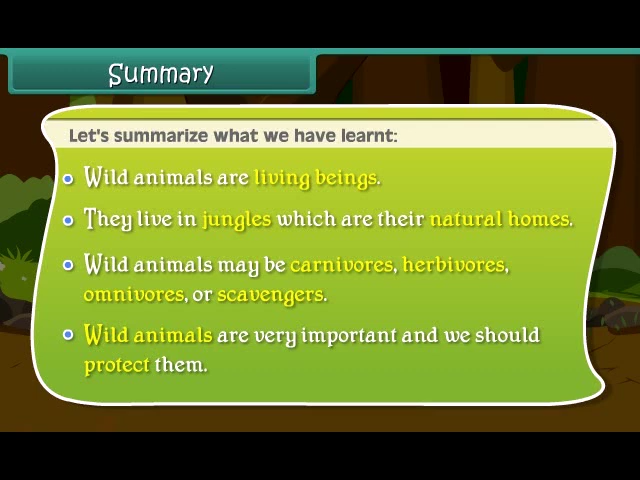 Summary
Let's summarize what we have learnt:
Wild animals are living beings.
They live in jungles which are their natural homes.
Wild animals may be carnivores, herbivores,
omnivores, or scavengers.
Wild animals are very important and we should
protect them.